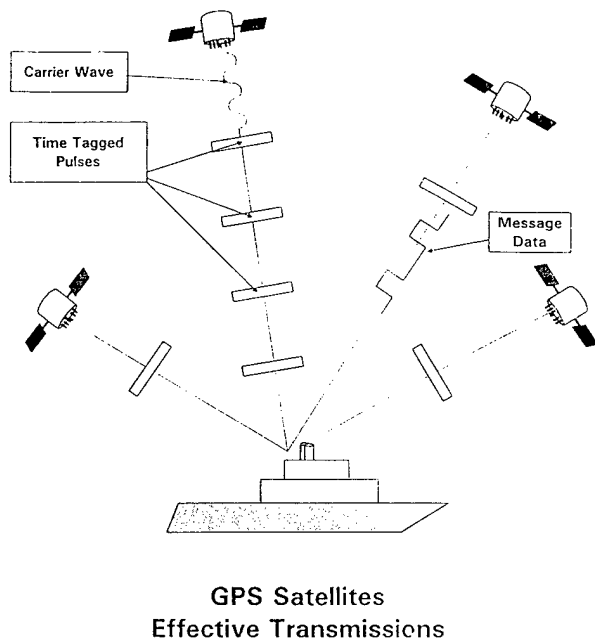 Carrier Wave
Time Tagged
Pulses
Message
Data
GPS Satellites
Effective Transmissions